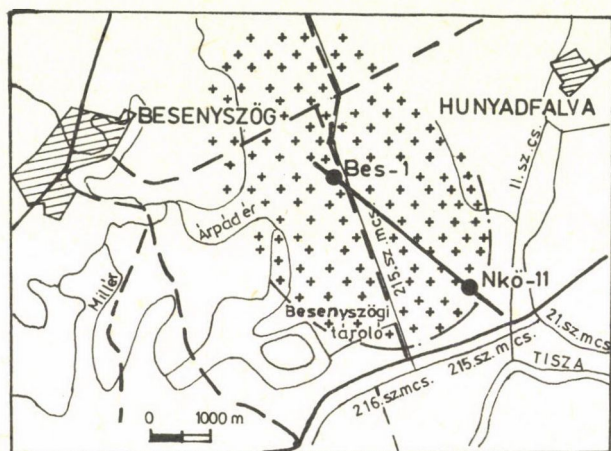 BESENYSZÖG
HUNYADFALVA
11.sz.cs.
Bes-1
Árpád ér
215.sz.mcs.
Millér
Nkö-11
Besenyszögi
tároló
21.sz.mcs.
215.sz.mcs.
TISZA
216.sz.mcs.
0 1000 m